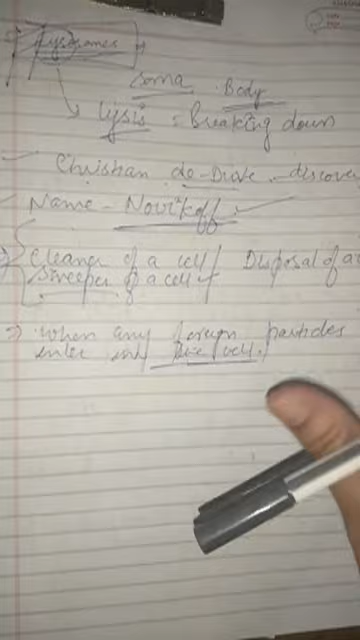 Lysosomes
Soma Body
Lysis = Breaking down
Christian de-Duve - discover
Name - Novikoff
Cleaner of a cell / Disposal of a
Sweeper of a cell
=> When any foreign particles
enter in the cell.